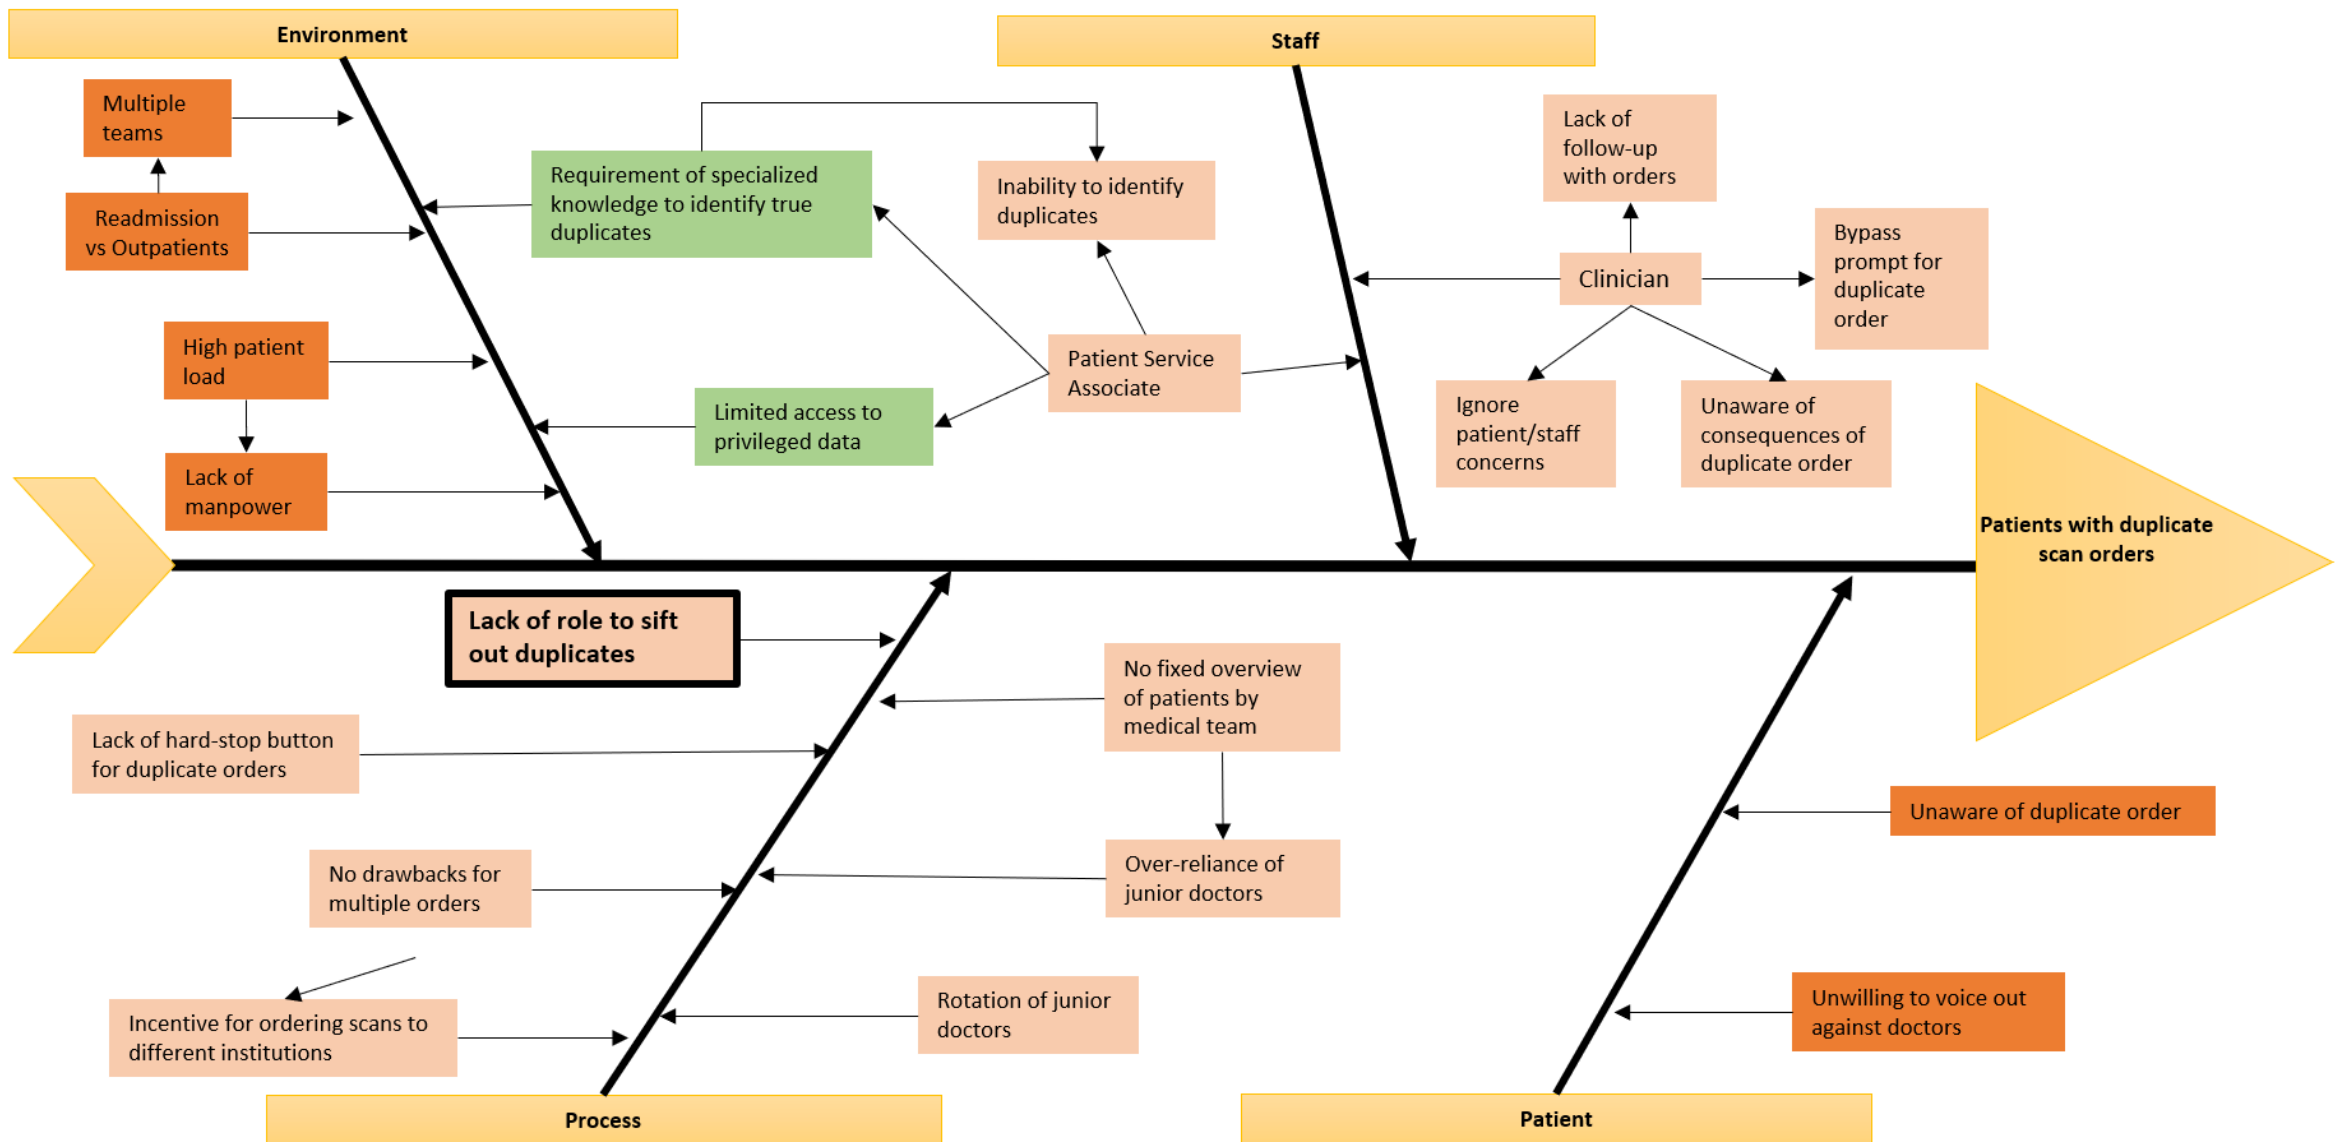 Environment
Staff
Multiple
teams
Readmission
vs Outpatients
High patient
load
Lack of
manpower
Requirement of specialized
knowledge to identify true
duplicates
Limited access to
privileged data
Inability to identify
duplicates
Patient Service
Associate
Lack of
follow-up
with orders
Clinician
Bypass
prompt for
duplicate
order
Ignore
patient/staff
concerns
Unaware of
consequences of
duplicate order
Patients with duplicate
scan orders
Lack of role to sift
out duplicates
Lack of hard-stop button
for duplicate orders
No drawbacks for
multiple orders
Incentive for ordering scans to
different institutions
No fixed overview
of patients by
medical team
Over-reliance of
junior doctors
Rotation of junior
doctors
Unaware of duplicate order
Unwilling to voice out
against doctors
Process
Patient